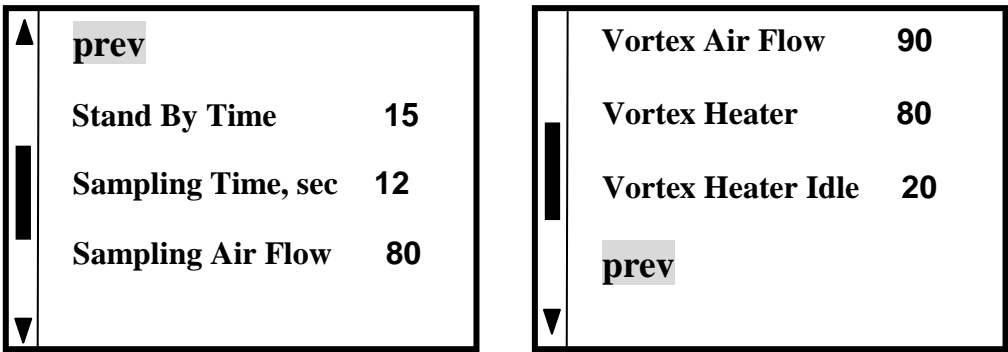 prev
Stand By Time 15
Sampling Time, sec 12
Sampling Air Flow 80
Vortex Air Flow 90
Vortex Heater 80
Vortex Heater Idle 20
prev